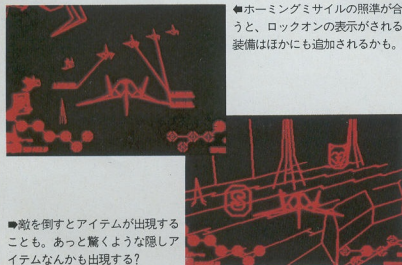 ⬅ホーミングミサイルの照準が合
うと、ロックオンの表示がされる
装備はほかにも追加されるかも。
➡敵を倒すとアイテムが出現する
ことも。あっと驚くような隠しア
イテムなんかも出現する?